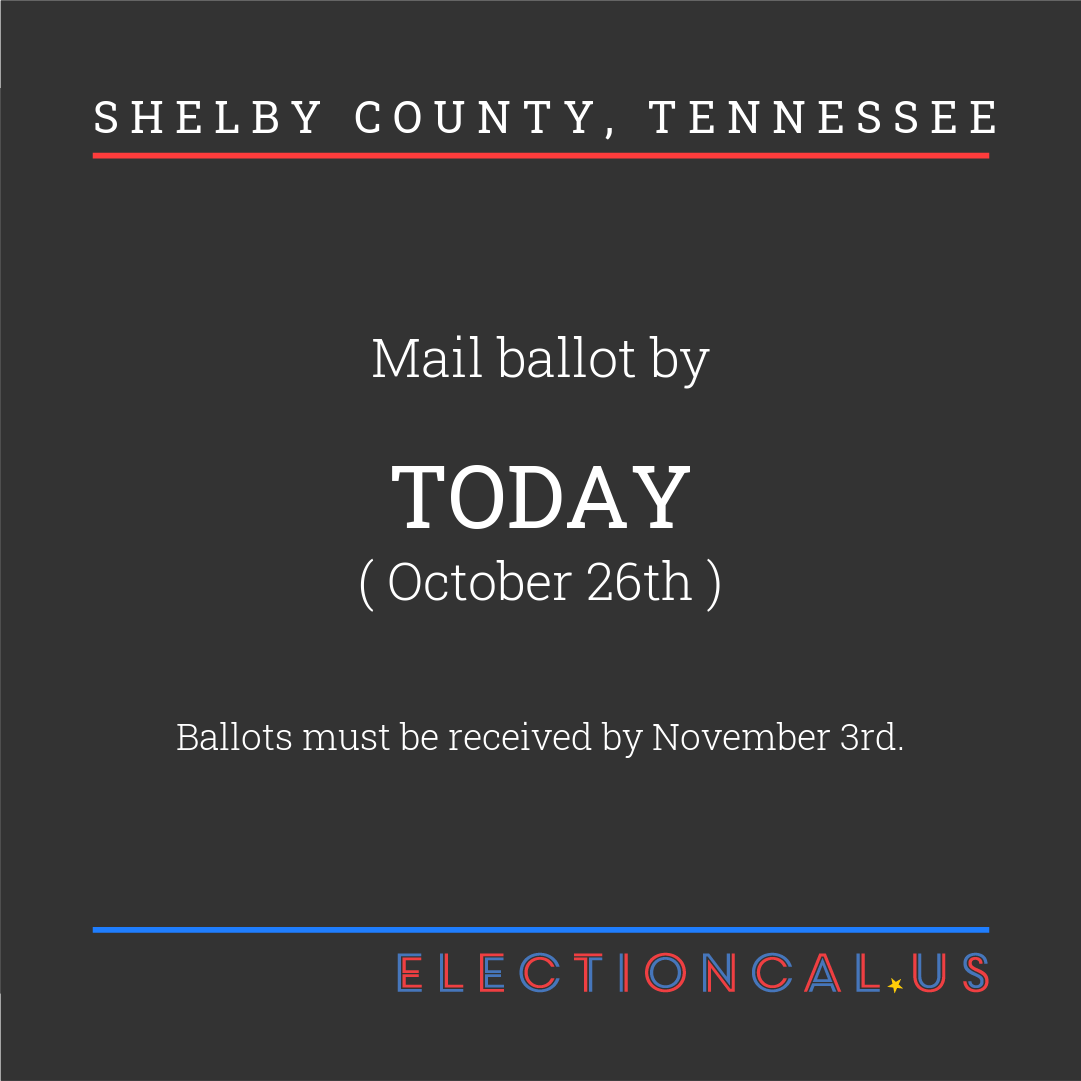 SHELBY COUNTY, TENNESSEE
Mail ballot by
TODAY
( October 26th )
Ballots must be received by November 3rd.
ELECTIONCAL.US